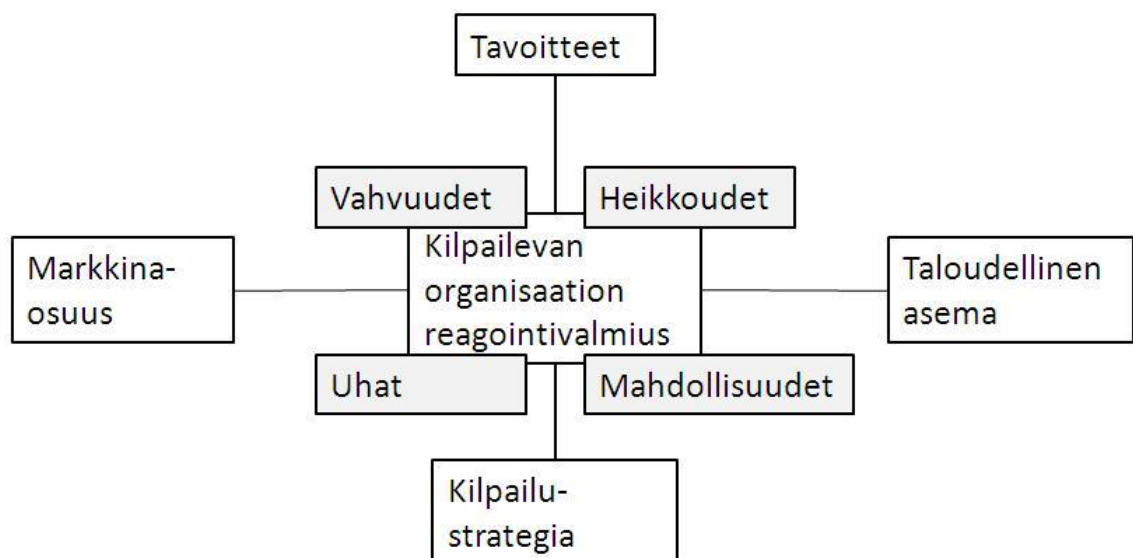 Tavoitteet
Vahvuudet
Heikkoudet
Markkina-
osuus
Kilpailevan
organisaation
reagointivalmius
Taloudellinen
asema
Uhat
Mahdollisuudet
Kilpailu-
strategia